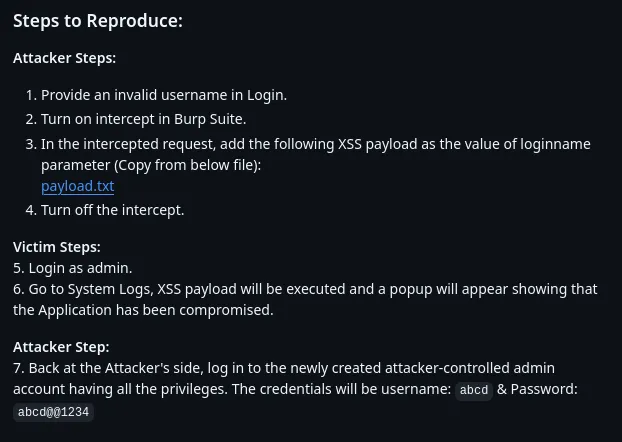 Steps to Reproduce:
Attacker Steps:
1. Provide an invalid username in Login.
2. Turn on intercept in Burp Suite.
3. In the intercepted request, add the following XSS payload as the value of loginname
parameter (Copy from below file):
payload.txt
4. Turn off the intercept.
Victim Steps:
5. Login as admin.
6. Go to System Logs, XSS payload will be executed and a popup will appear showing that
the Application has been compromised.
Attacker Step:
7. Back at the Attacker's side, log in to the newly created attacker-controlled admin
account having all the privileges. The credentials will be username: abcd & Password:
abcd@@1234